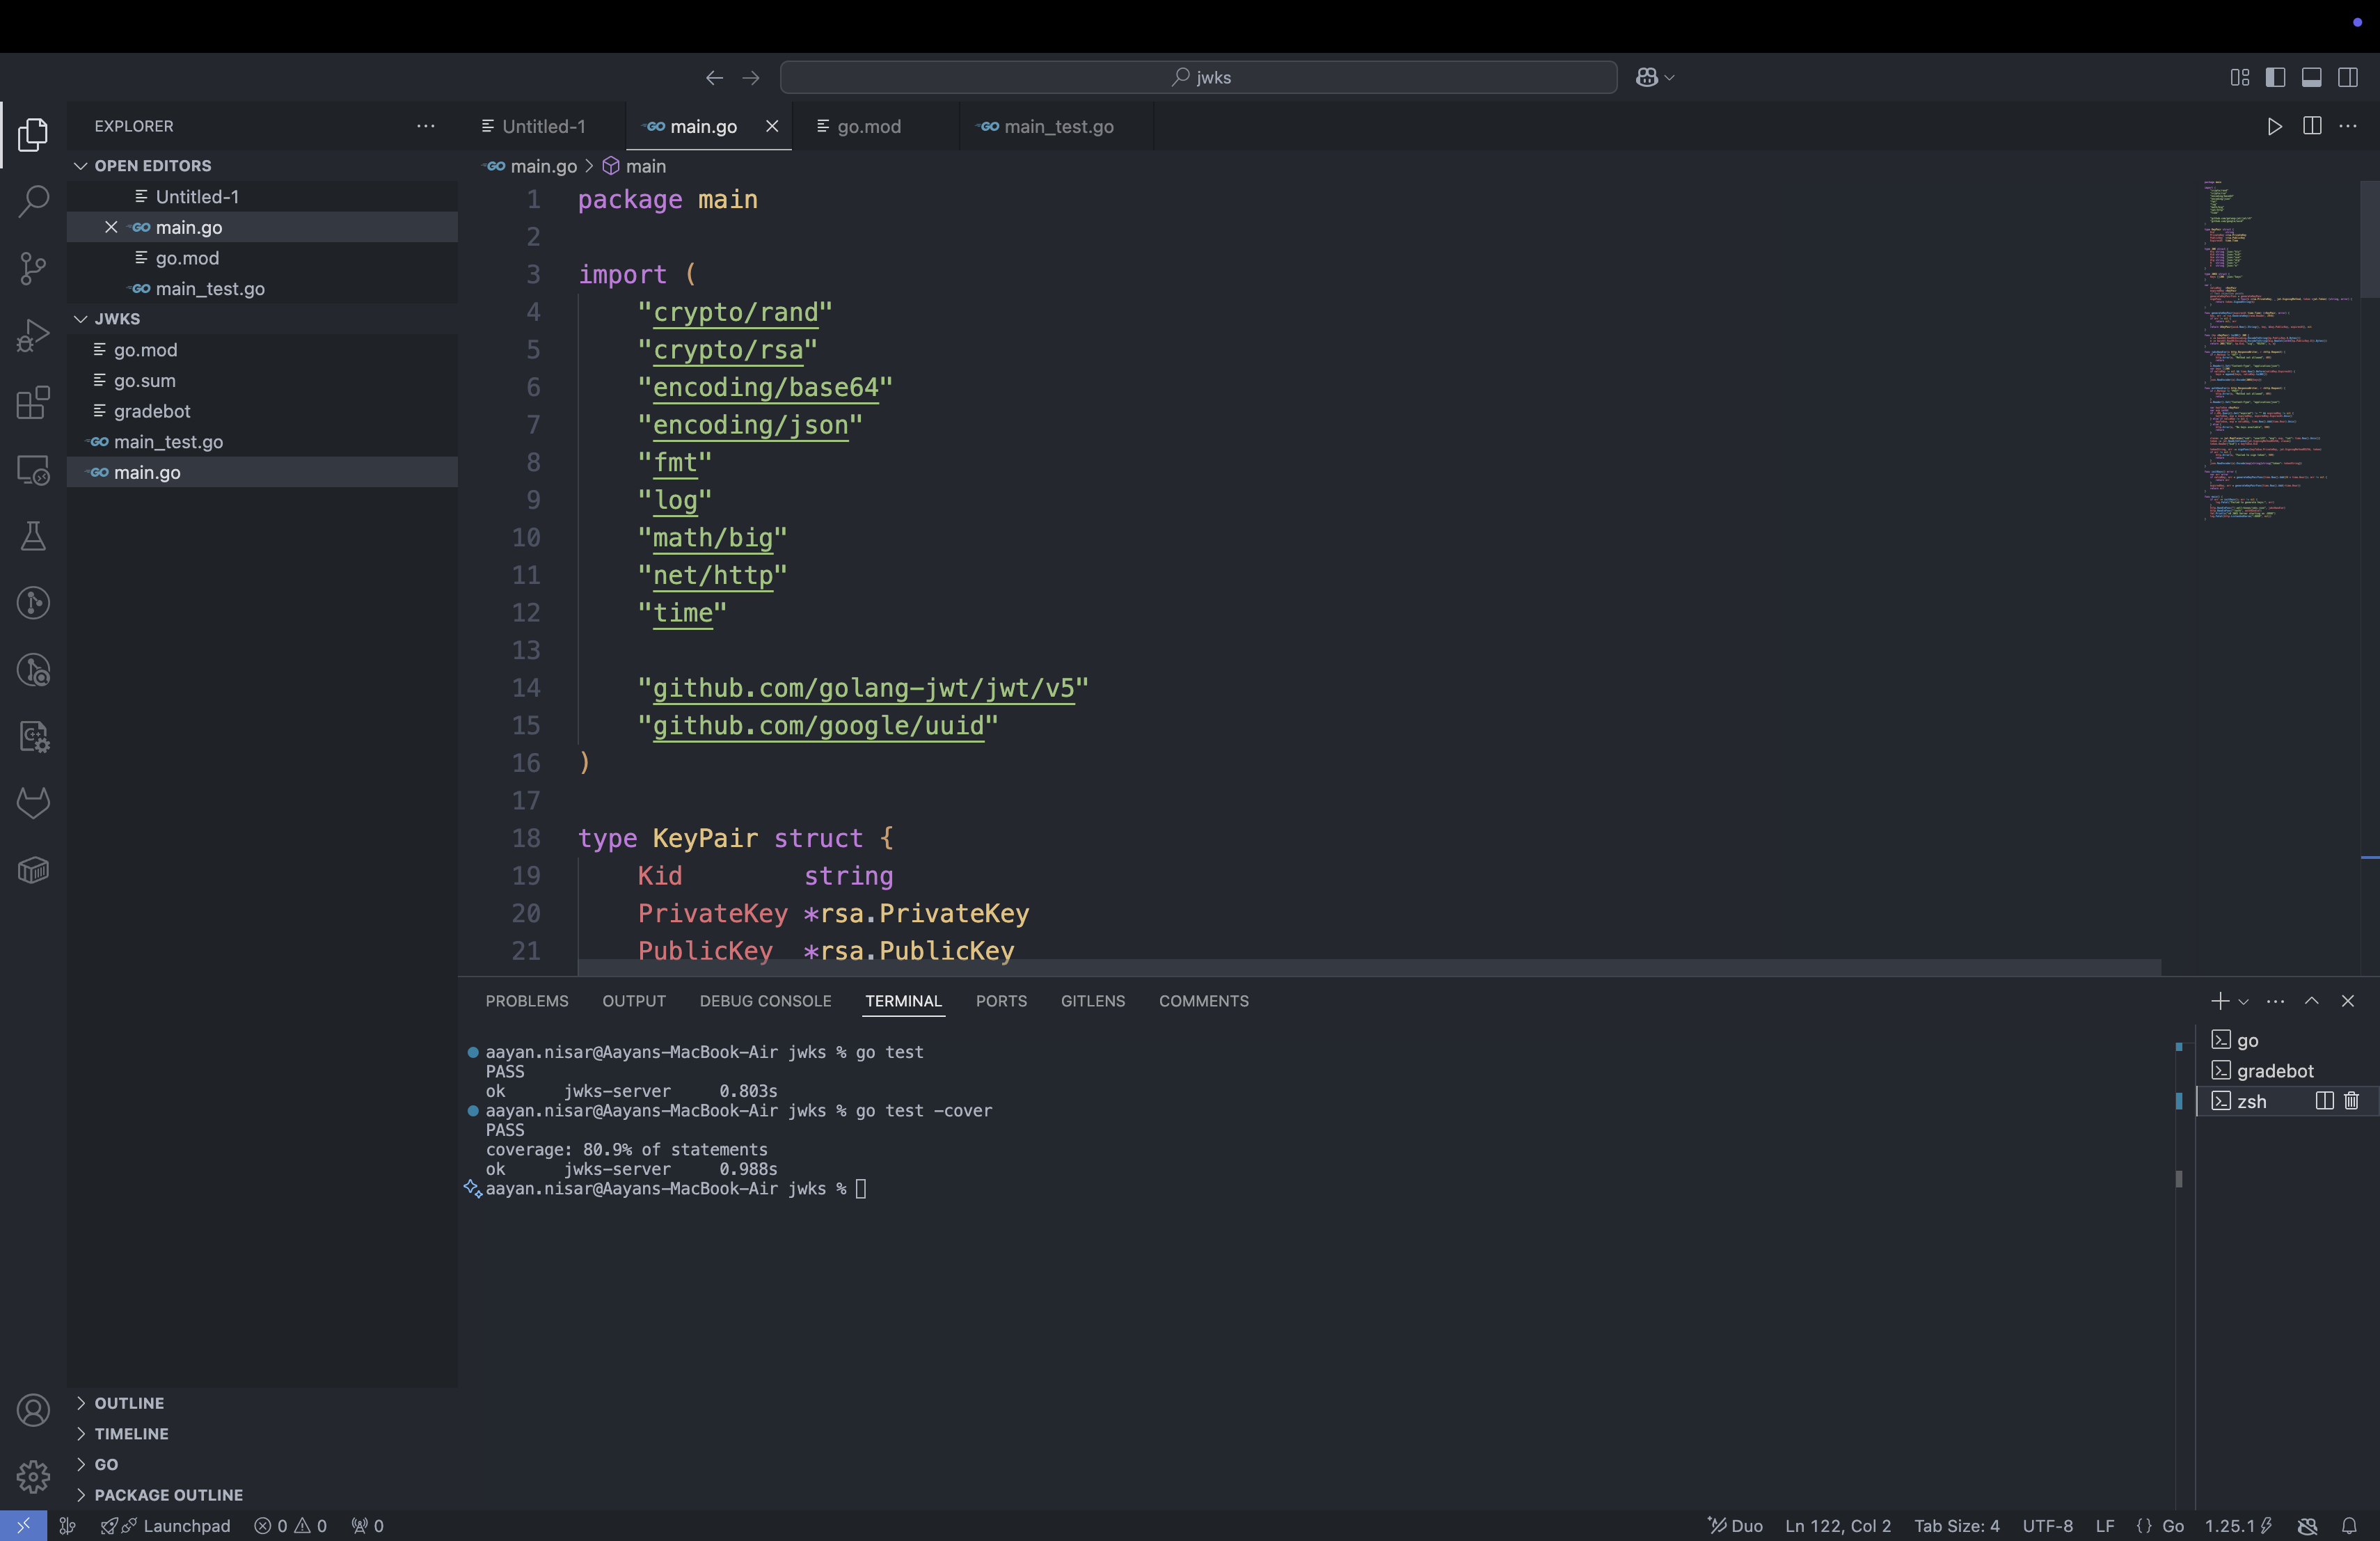 jwks
EXPLORER
Untitled-1
main.go
go.mod
main_test.go
OPEN EDITORS
Untitled-1
main.go
go.mod
main_test.go
JWKS
go.mod
go.sum
gradebot
main_test.go
main.go
OUTLINE
TIMELINE
GO
PACKAGE OUTLINE
main.go > main
1 package main
2
3 import (
4 "crypto/rand"
5 "crypto/rsa"
6 "encoding/base64"
7 "encoding/json"
8 "fmt"
9 "log"
10 "math/big"
11 "net/http"
12 "time"
13
14 "github.com/golang-jwt/jwt/v5"
15 "github.com/google/uuid"
16 )
17
18 type KeyPair struct {
19 Kid string
20 PrivateKey *rsa.PrivateKey
21 PublicKey *rsa.PublicKey
PROBLEMS OUTPUT DEBUG CONSOLE TERMINAL PORTS GITLENS COMMENTS
aayan.nisar@Aayans-MacBook-Air jwks % go test
PASS
ok jwks-server 0.803s
aayan.nisar@Aayans-MacBook-Air jwks % go test -cover
PASS
coverage: 80.9% of statements
ok jwks-server 0.988s
aayan.nisar@Aayans-MacBook-Air jwks %
go
gradebot
zsh
Launchpad 0 0 0
Duo Ln 122, Col 2 Tab Size: 4 UTF-8 LF {} Go 1.25.1